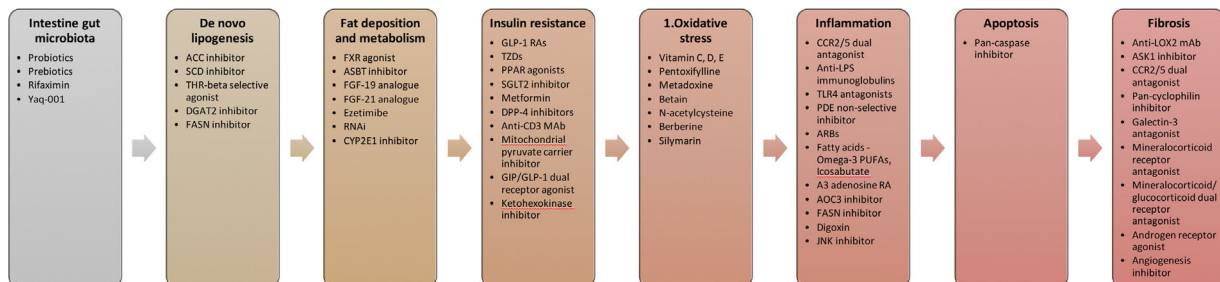 Intestine gut
microbiota
Probiotics
Prebiotics
Rifaximin
Yaq-001
De novo
lipogenesis
ACC inhibitor
SCD inhibitor
THR-beta selective
agonist
DGAT2 inhibitor
FASN inhibitor
Fat deposition
and metabolism
FXR agonist
ASBT inhibitor
FGF-19 analogue
FGF-21 analogue
Ezetimibe
RNAi
CYP2E1 inhibitor
Insulin resistance
GLP-1 RAs
TZDs
PPAR agonists
SGLT2 inhibitor
Metformin
DPP-4 inhibitors
Anti-CD3 MAb
Mitochondrial
pyruvate carrier
inhibitor
GIP/GLP-1 dual
receptor agonist
Ketohexokinase
inhibitor
1.Oxidative
stress
Vitamin C, D, E
Pentoxifylline
Metadoxine
Betain
N-acetylcysteine
Berberine
Silymarin
Inflammation
CCR2/5 dual
antagonist
Anti-LPS
immunoglobulins
TLR4 antagonists
PDE non-selective
inhibitor
ARBs
Fatty acids -
Omega-3 PUFAs,
Icosabutate
A3 adenosine RA
AOC3 inhibitor
FASN inhibitor
Digoxin
JNK inhibitor
Apoptosis
Pan-caspase
inhibitor
Fibrosis
Anti-LOX2 mAb
ASK1 inhibitor
CCR2/5 dual
antagonist
Pan-cyclophilin
inhibitor
Galectin-3
antagonist
Mineralocorticoid
receptor
antagonist
Mineralocorticoid/
glucocorticoid dual
receptor
antagonist
Androgen receptor
agonist
Angiogenesis
inhibitor